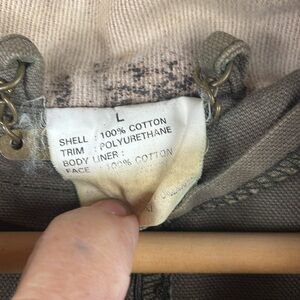 L
SHELL : 100% COTTON
TRIM : POLYURETHANE
BODY LINER :
FACE : 100% COTTON